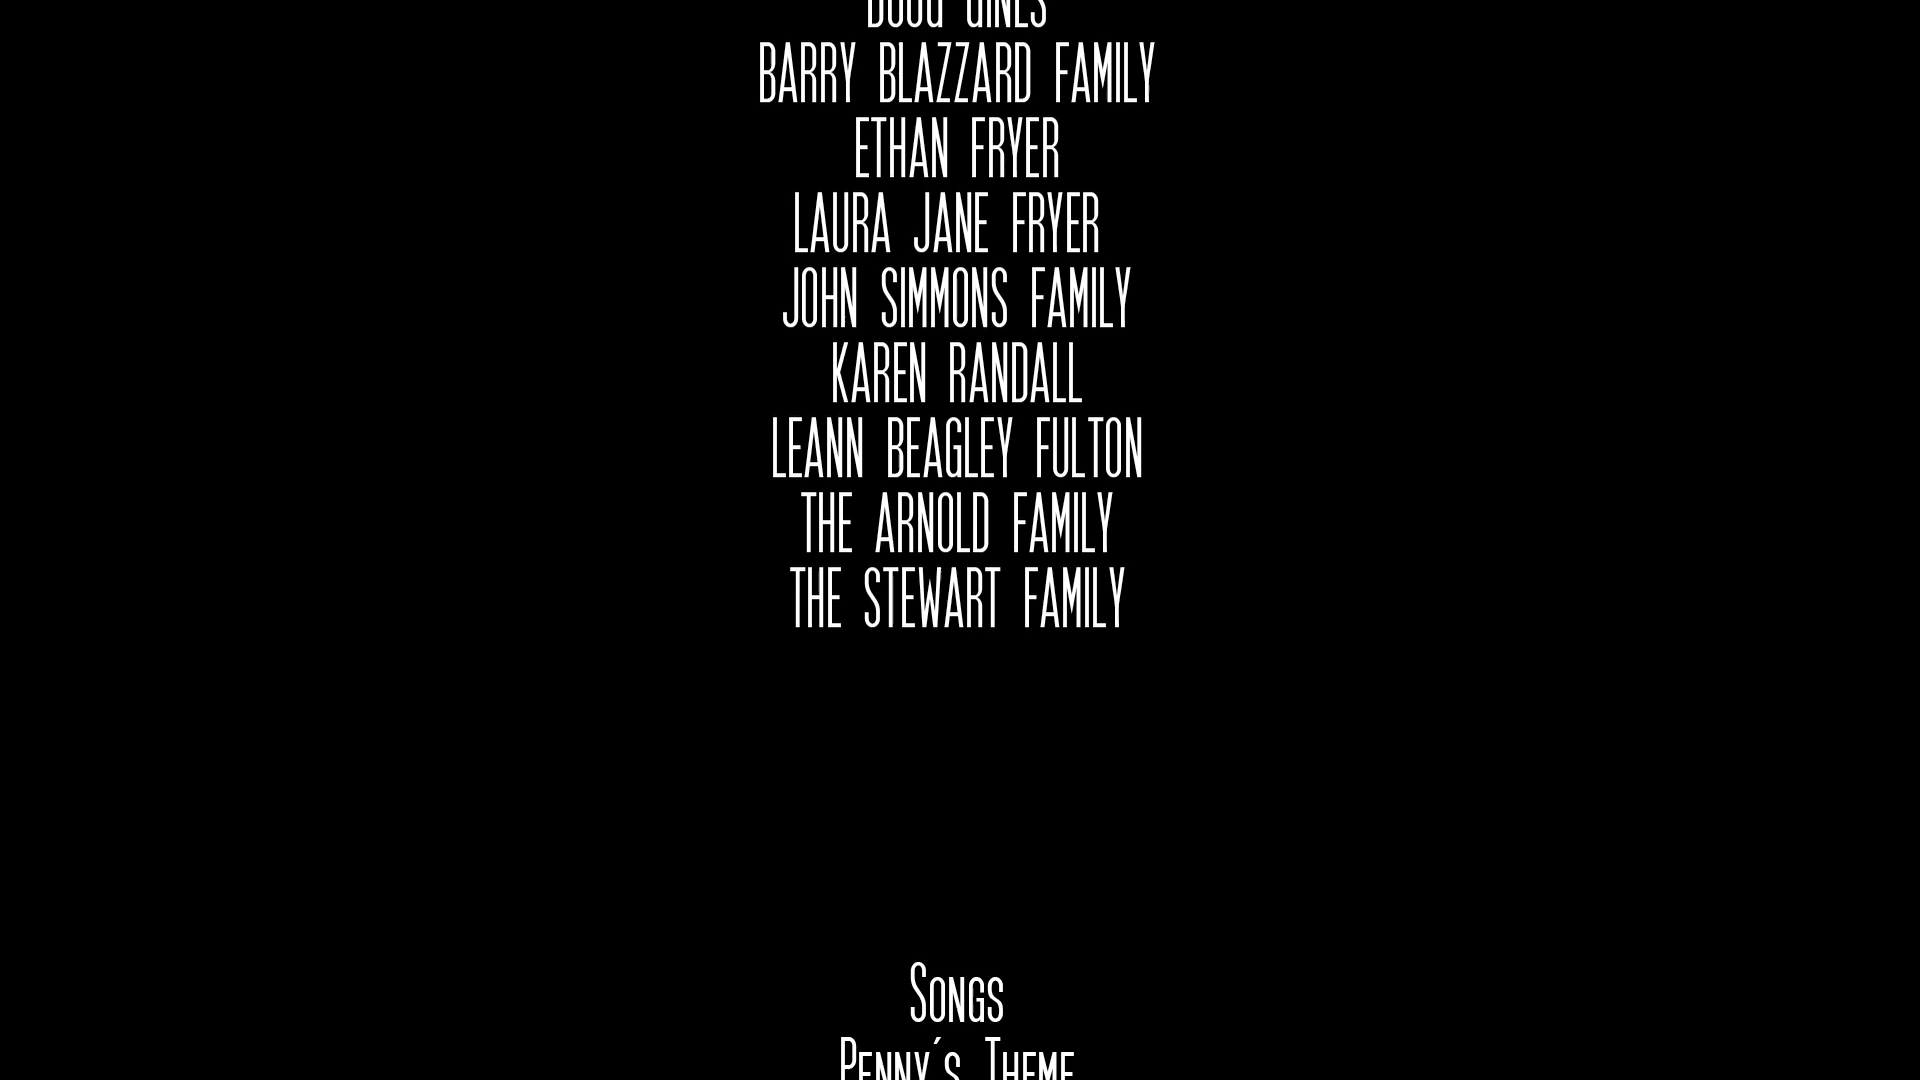 BARRY BLAZZARD FAMILY
ETHAN FRYER
LAURA JANE FRYER
JOHN SIMMONS FAMILY
KAREN RANDALL
LEANN BEAGLEY FULTON
THE ARNOLD FAMILY
THE STEWART FAMILY
Songs
Penny's Theme